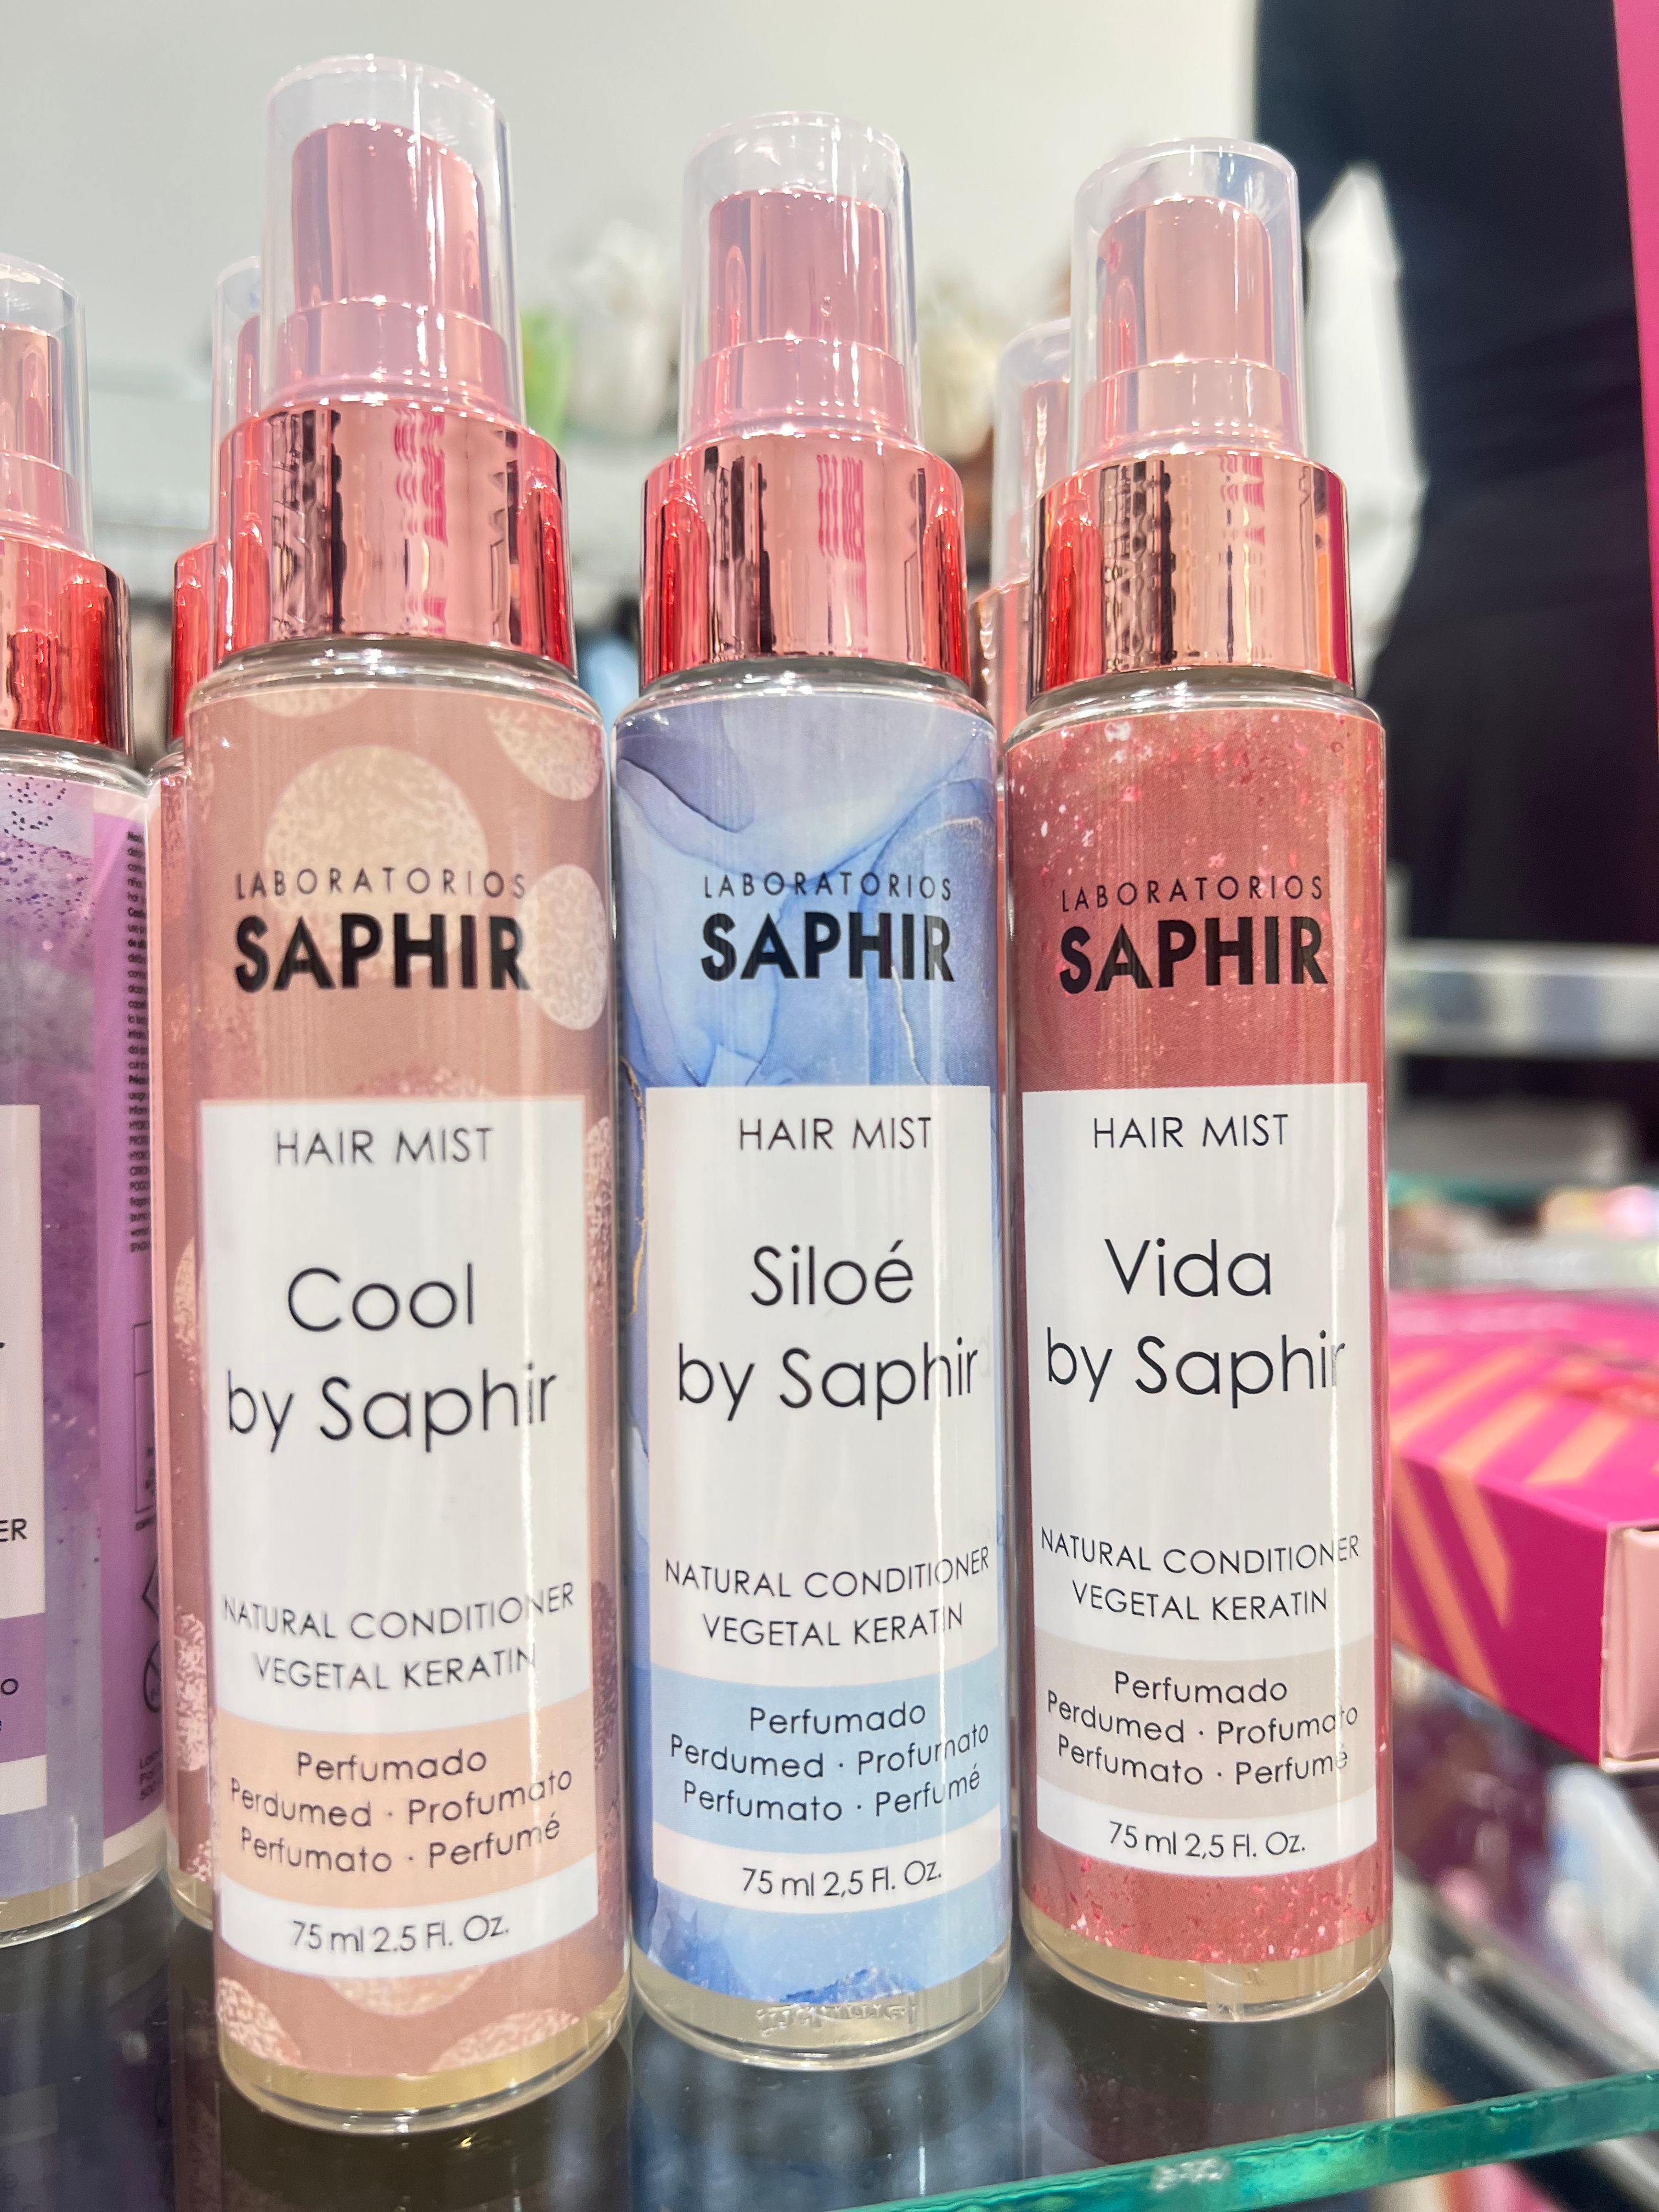 LABORATORIOS
SAPHIR
HAIR MIST
Cool
by Saphir
NATURAL CONDITIONER
VEGETAL KERATIN
Perfumado
Perdumed · Profumato
Perfumato · Perfumé
75 ml 2.5 Fl. Oz.
LABORATORIOS
SAPHIR
HAIR MIST
Siloé
by Saphir
NATURAL CONDITIONER
VEGETAL KERATIN
Perfumado
Perdumed · Profumato
Perfumato · Perfumé
75 ml 2,5 Fl. Oz.
LABORATORIOS
SAPHIR
HAIR MIST
Vida
by Saphir
NATURAL CONDITIONER
VEGETAL KERATIN
Perfumado
Perdumed · Profumato
Perfumato · Perfumé
75 ml 2,5 Fl. Oz.